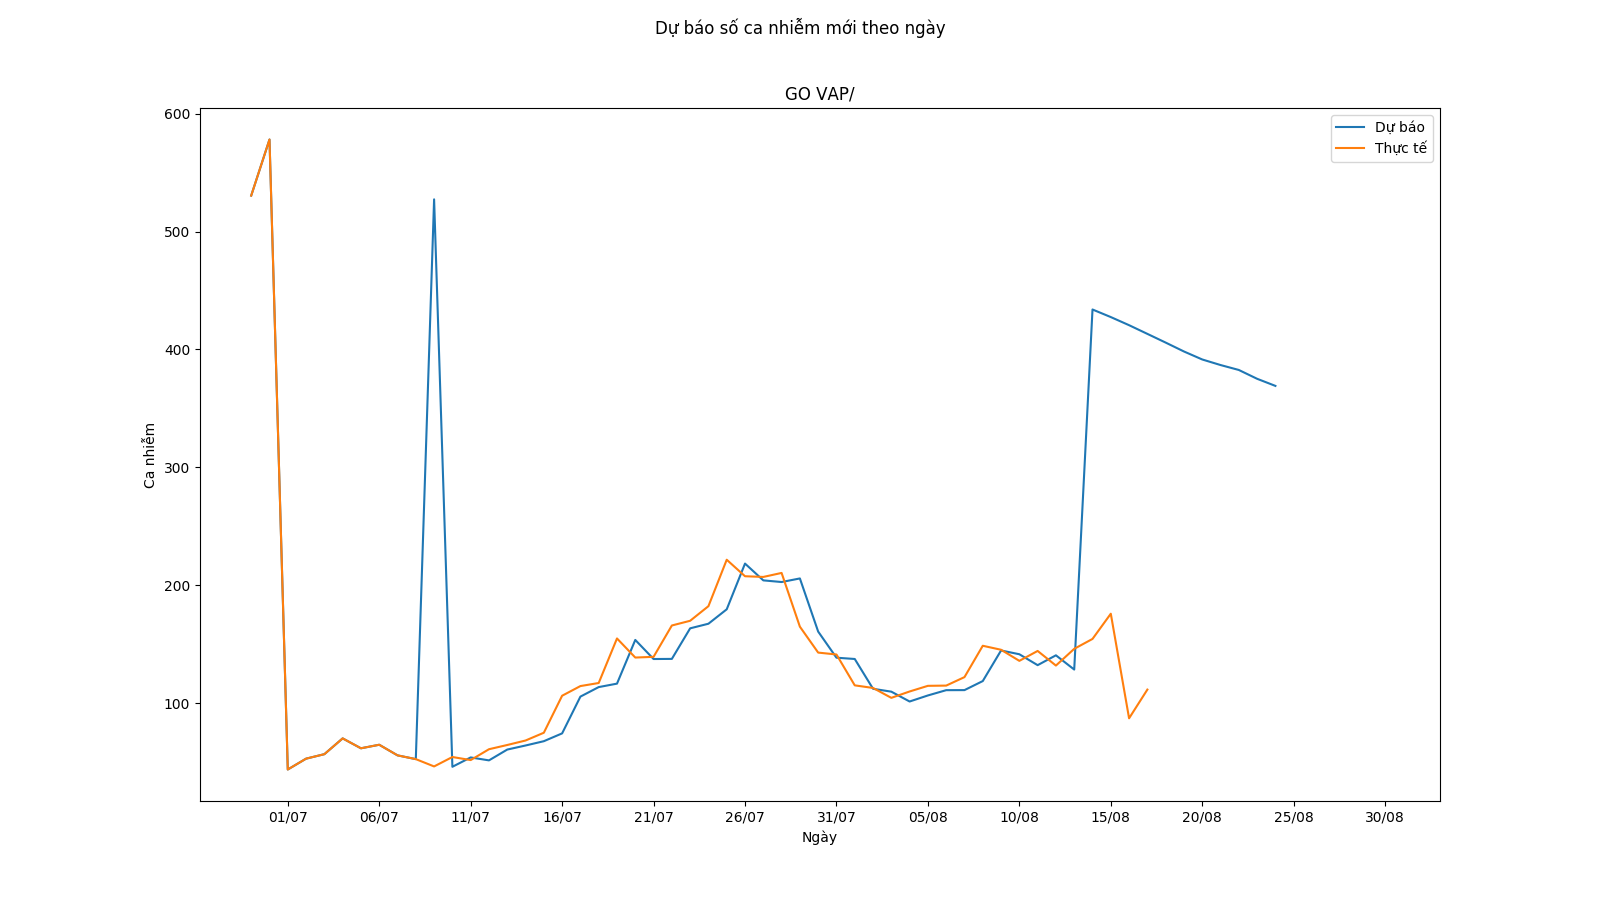 Dự báo số ca nhiễm mới theo ngày
GO VAP/
600
500
400
300
200
100
Ca nhiễm
Dự báo
Thực tế
01/07 06/07 11/07 16/07 21/07 26/07 31/07 05/08 10/08 15/08 20/08 25/08 30/08
Ngày